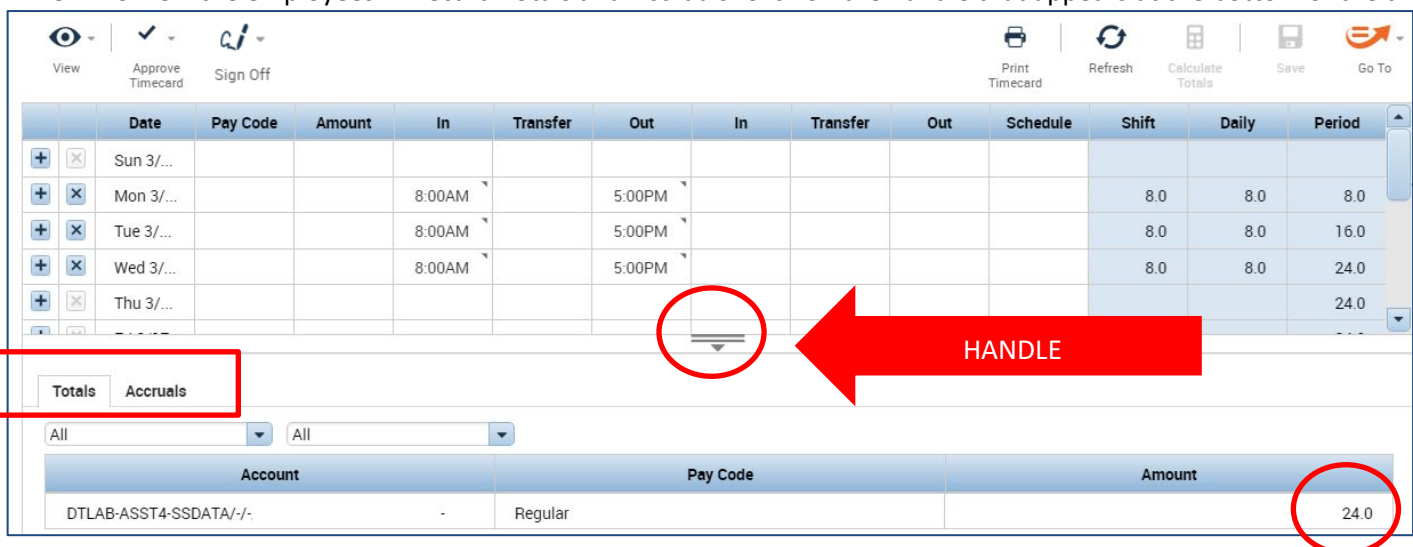 View Approve Timecard Sign Off Print Timecard Refresh Calculate Totals Save Go To
Date Pay Code Amount In Transfer Out In Transfer Out Schedule Shift Daily Period
Sun 3/...
Mon 3/... 8:00AM 5:00PM 8.0 8.0 8.0
Tue 3/... 8:00AM 5:00PM 8.0 8.0 16.0
Wed 3/... 8:00AM 5:00PM 8.0 8.0 24.0
Thu 3/... 24.0
HANDLE
Totals Accruals
All All
Account Pay Code Amount
DTLAB-ASST4-SSDATA/-/- - Regular 24.0